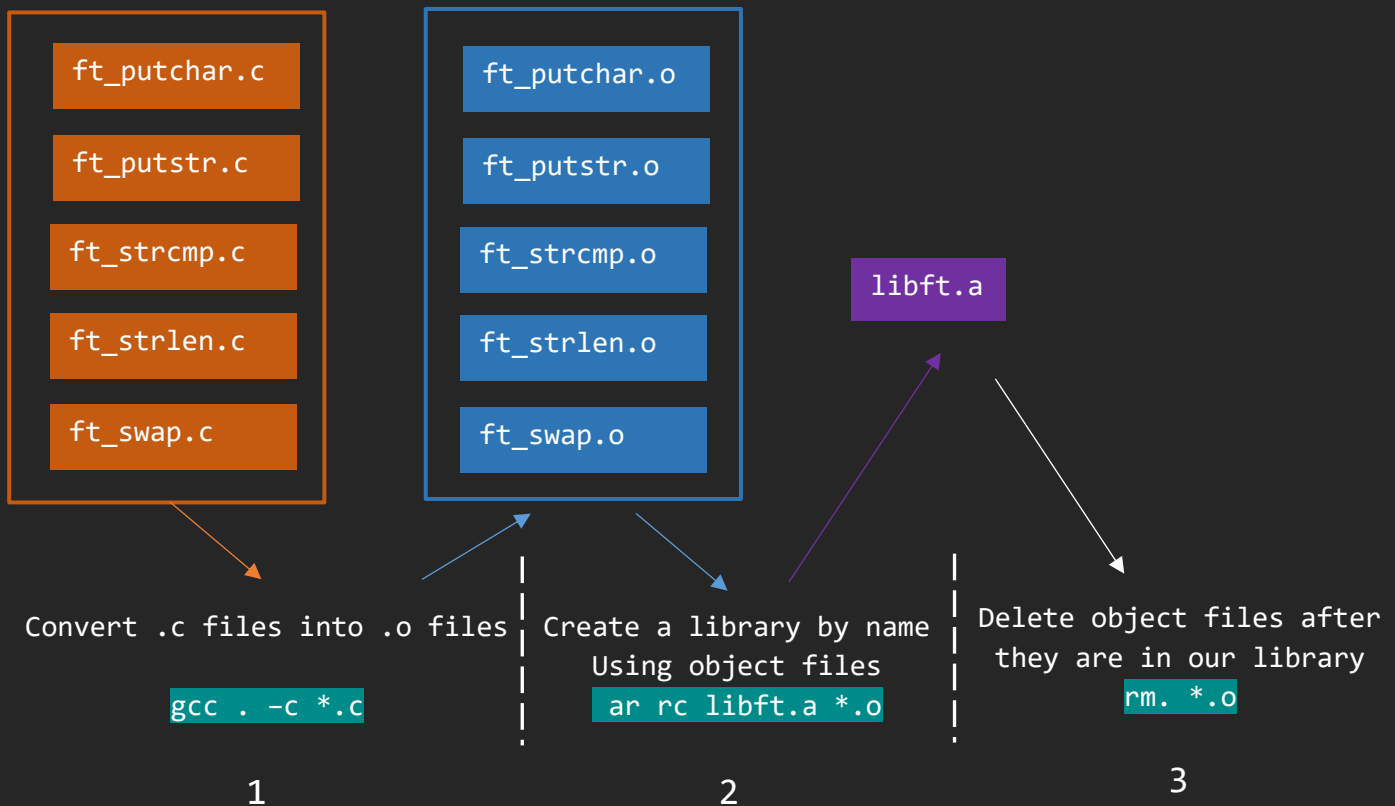 ft_putchar.c
ft_putstr.c
ft_strcmp.c
ft_strlen.c
ft_swap.c
ft_putchar.o
ft_putstr.o
ft_strcmp.o
ft_strlen.o
ft_swap.o
libft.a
Convert .c files into .o files
gcc . –c *.c
1
Create a library by name
Using object files
ar rc libft.a *.o
2
Delete object files after
they are in our library
rm. *.o
3